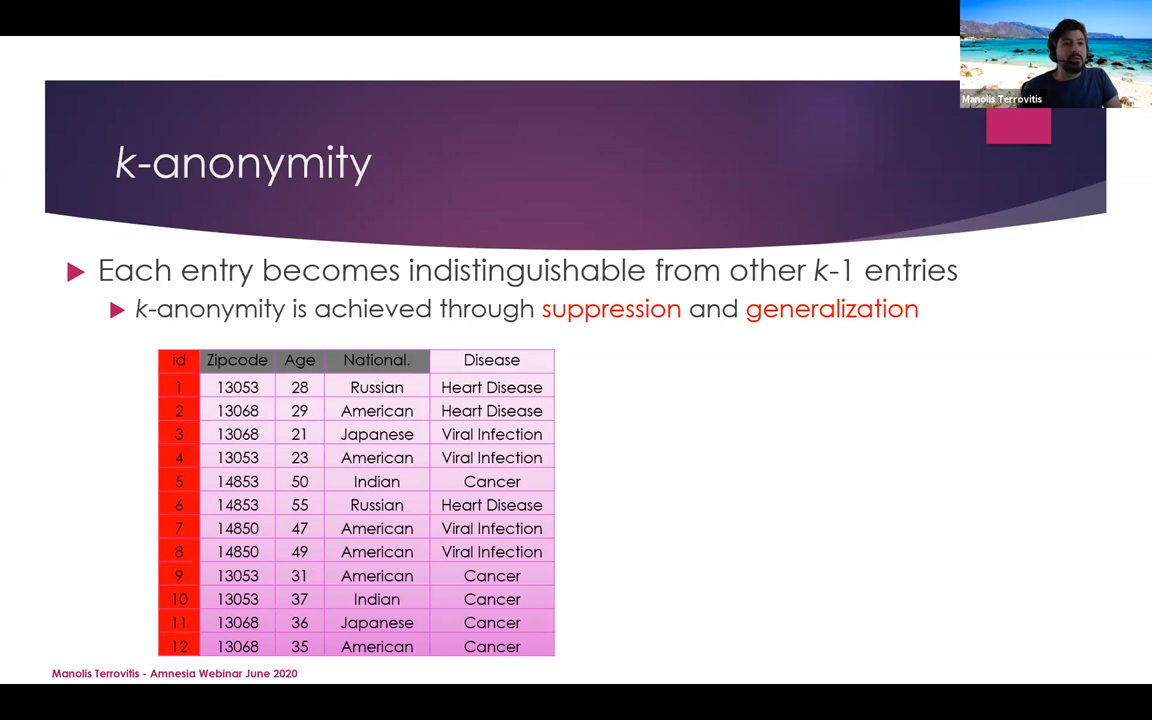 Manolis Terrovitis
k-anonymity
Each entry becomes indistinguishable from other k-1 entries
k-anonymity is achieved through suppression and generalization
id Zipcode Age National. Disease
1 13053 28 Russian Heart Disease
2 13068 29 American Heart Disease
3 13068 21 Japanese Viral Infection
4 13053 23 American Viral Infection
5 14853 50 Indian Cancer
6 14853 55 Russian Heart Disease
7 14850 47 American Viral Infection
8 14850 49 American Viral Infection
9 13053 31 American Cancer
10 13053 37 Indian Cancer
11 13068 36 Japanese Cancer
12 13068 35 American Cancer
Manolis Terrovitis - Amnesia Webinar June 2020